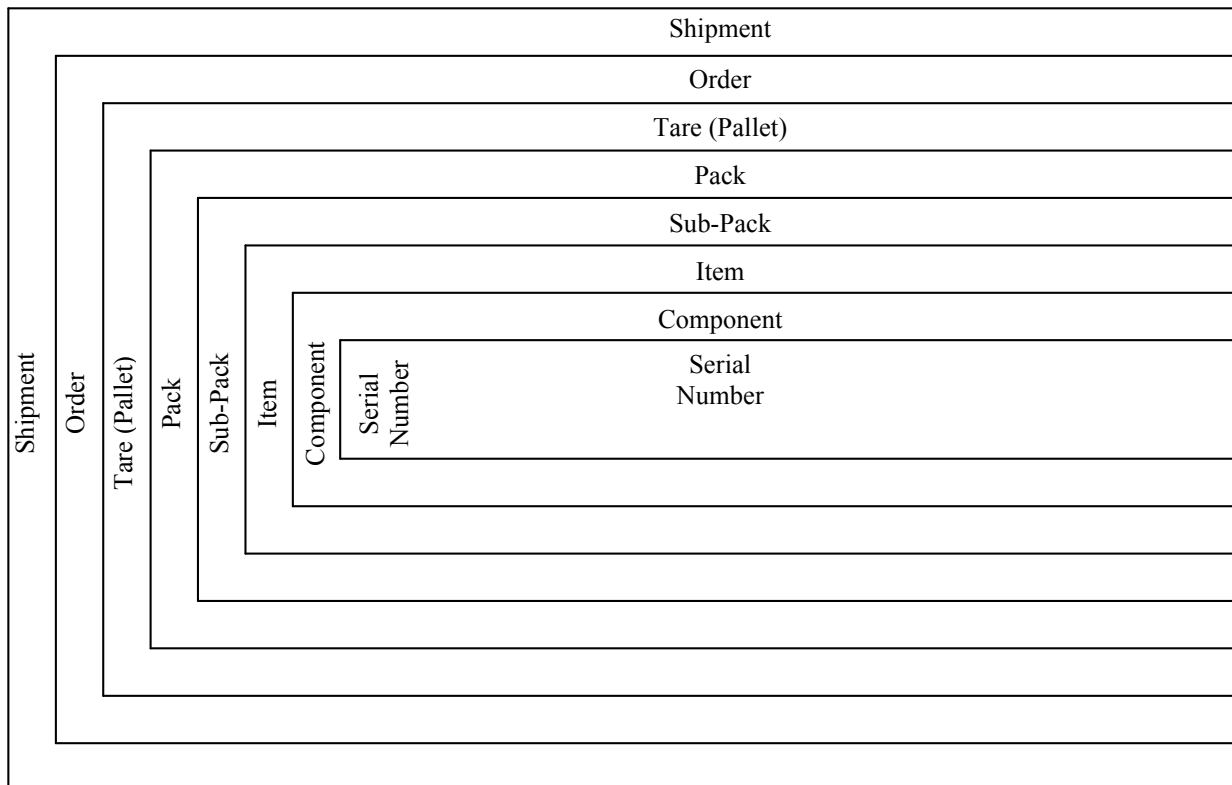 Shipment
Order
Tare (Pallet)
Pack
Sub-Pack
Item
Component
Serial
Number
Shipment
Order
Tare (Pallet)
Pack
Sub-Pack
Item
Component
Serial
Number